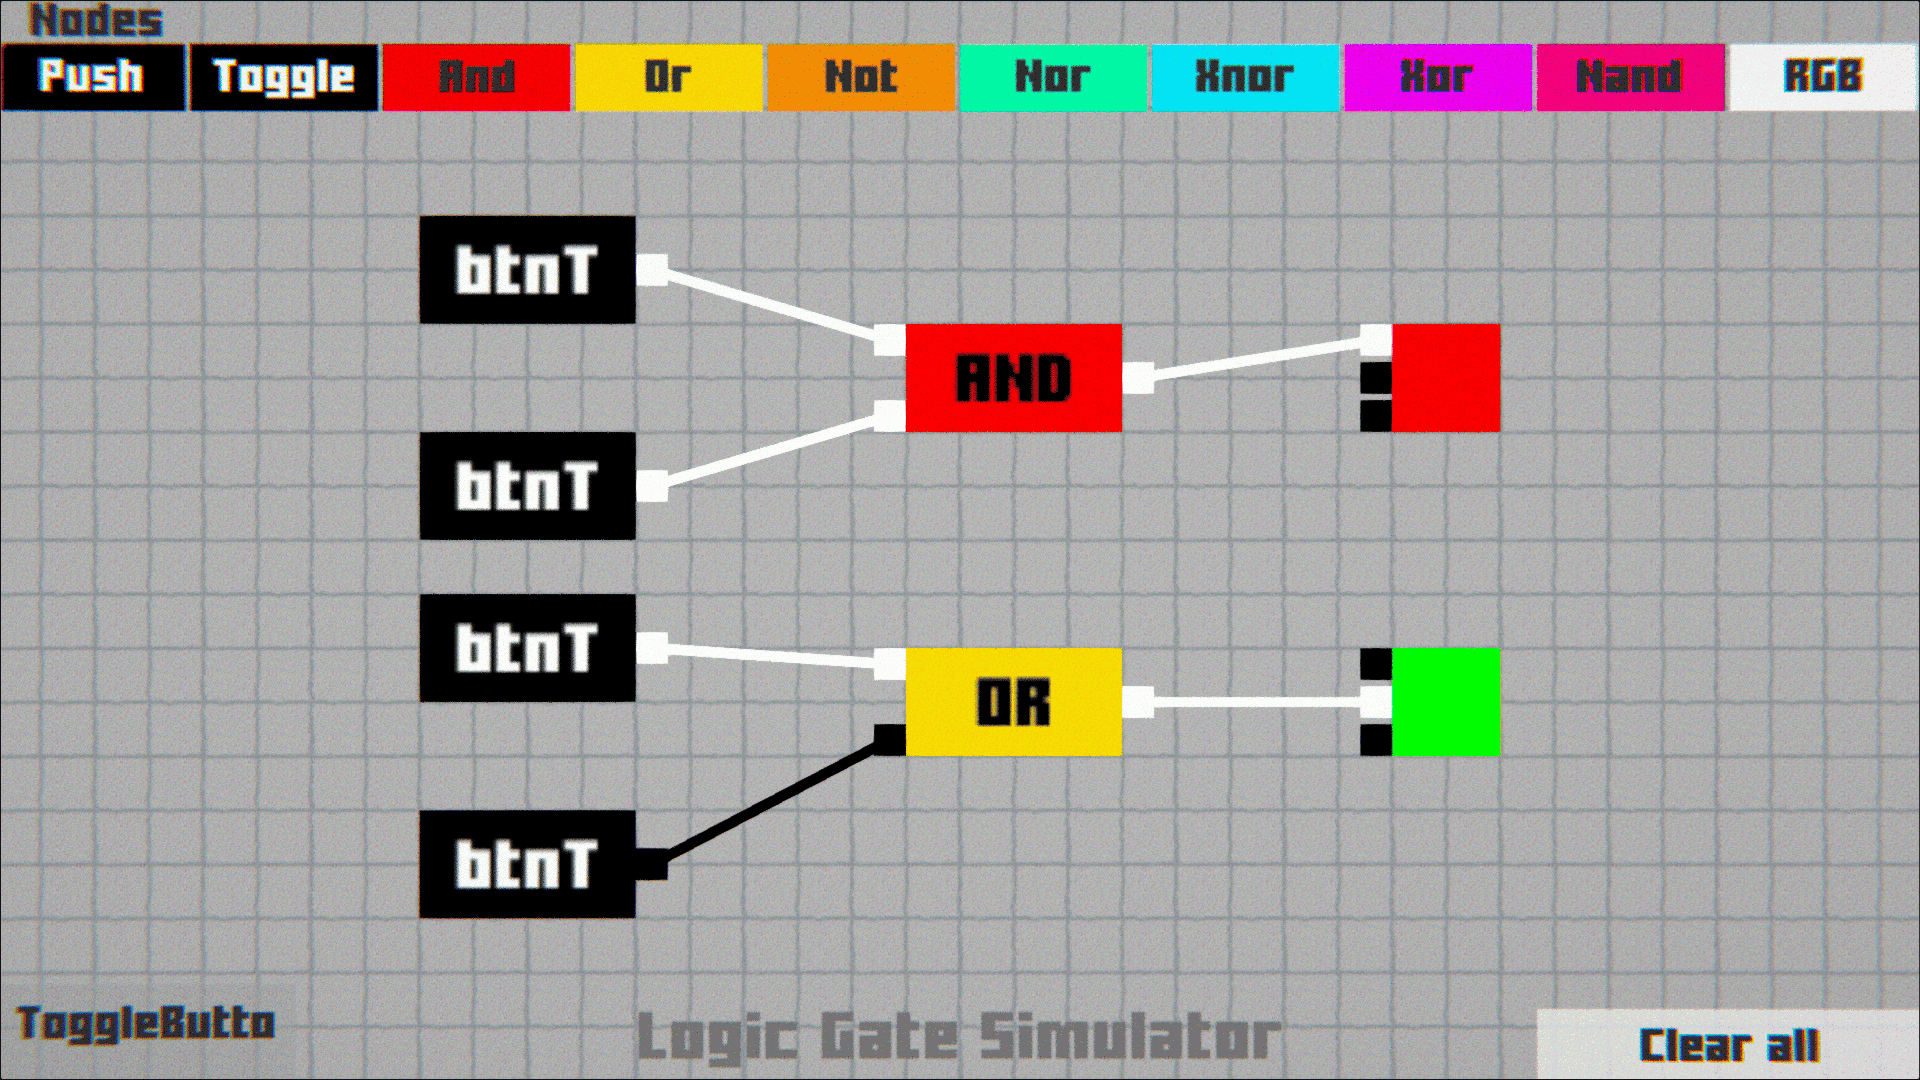 Nodes
Push Toggle And Or Not Nor Xnor Xor Nand RGB
btnT
AND
btnT
btnT
OR
btnT
ToggleButto
Logic Gate Simulator
Clear all